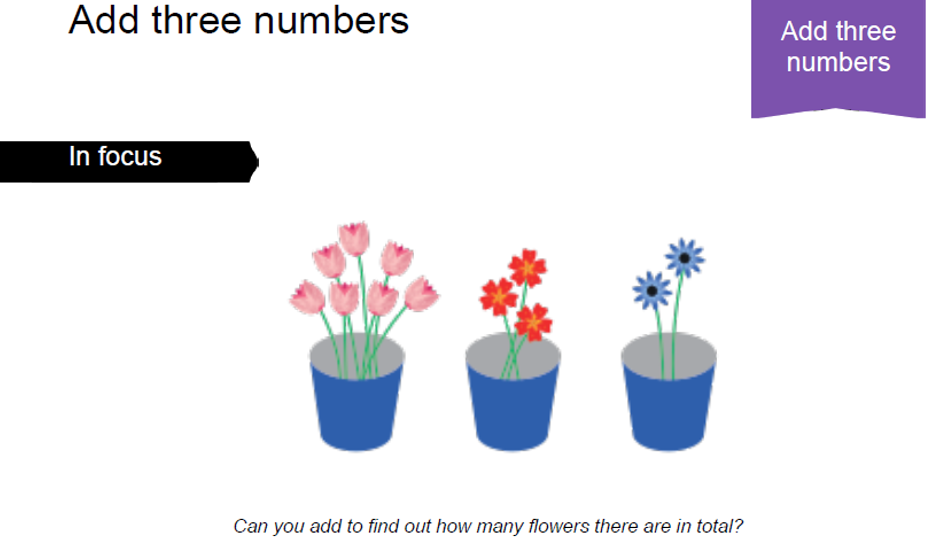 Add three numbers
Add three
numbers
In focus
Can you add to find out how many flowers there are in total?